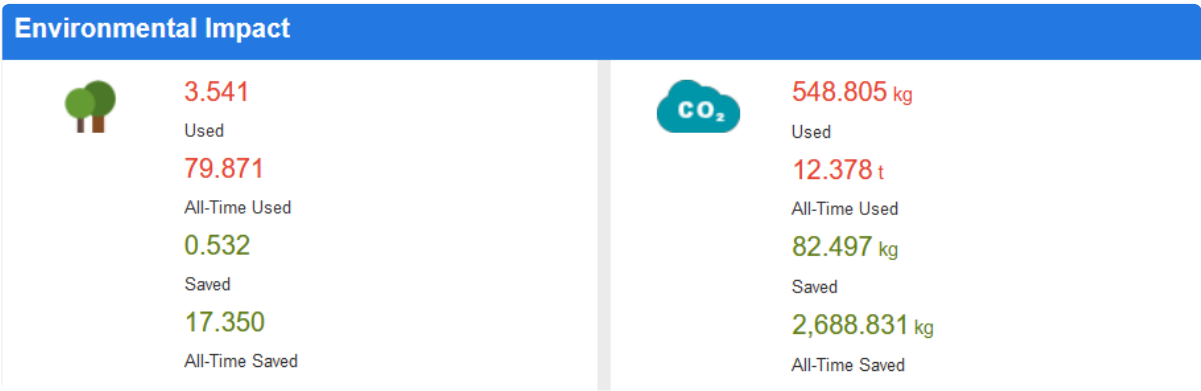 Environmental Impact
3.541
Used
79.871
All-Time Used
0.532
Saved
17.350
All-Time Saved
CO₂
548.805 kg
Used
12.378 t
All-Time Used
82.497 kg
Saved
2,688.831 kg
All-Time Saved